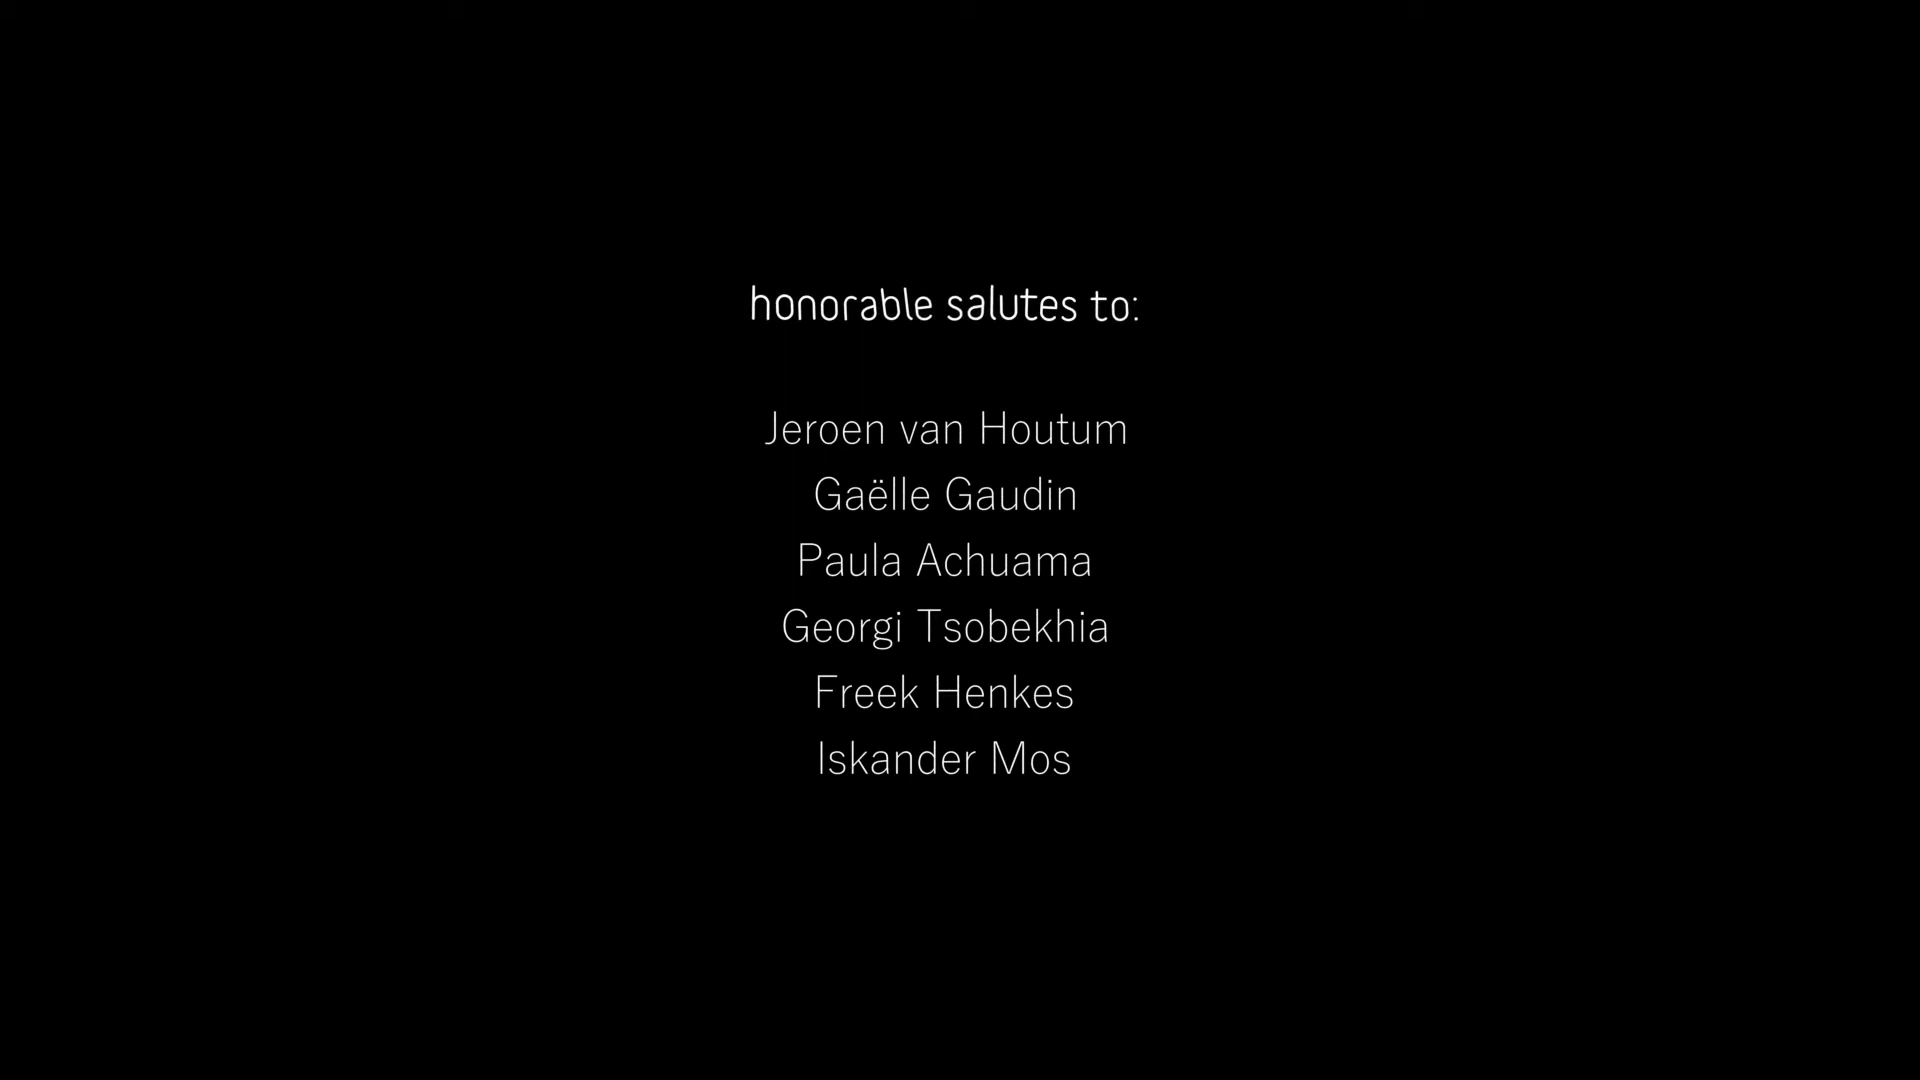 honorable salutes to:
Jeroen van Houtum
Gaëlle Gaudin
Paula Achuama
Georgi Tsobekhia
Freek Henkes
Iskander Mos